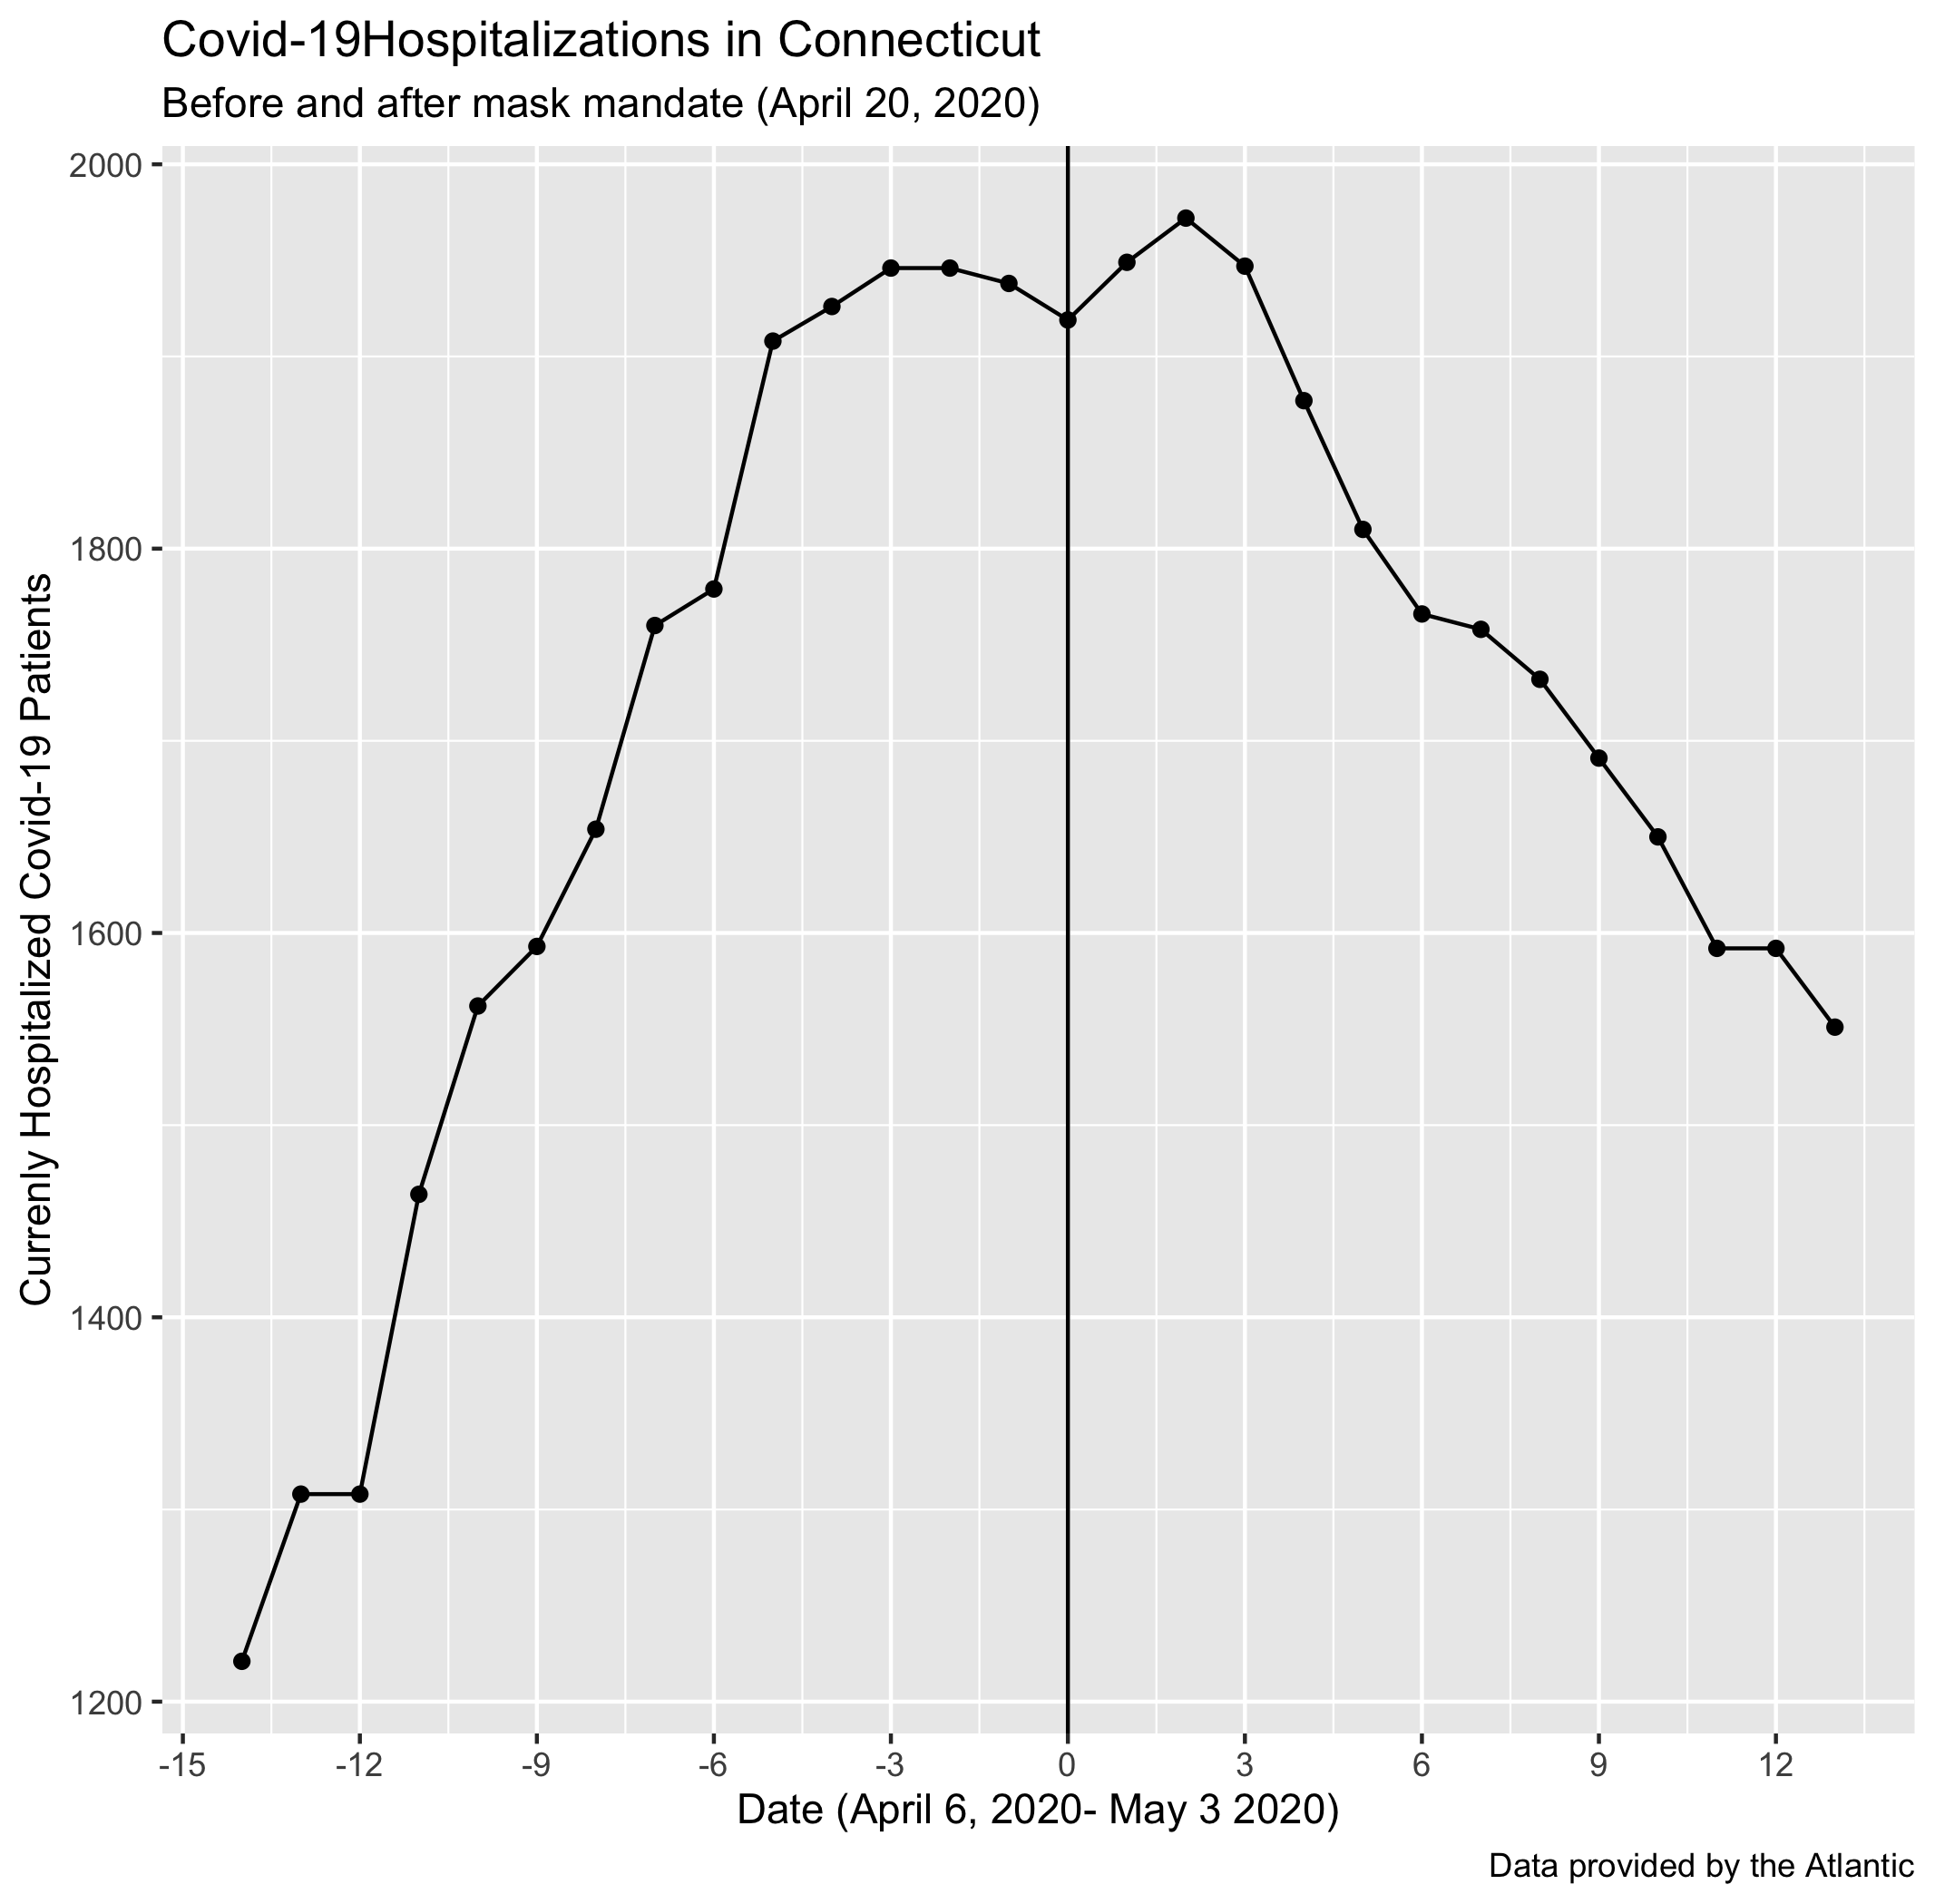 Covid-19Hospitalizations in Connecticut
Before and after mask mandate (April 20, 2020)
Currenly Hospitalized Covid-19 Patients
2000
1800
1600
1400
1200
-15 -12 -9 -6 -3 0 3 6 9 12
Date (April 6, 2020- May 3 2020)
Data provided by the Atlantic